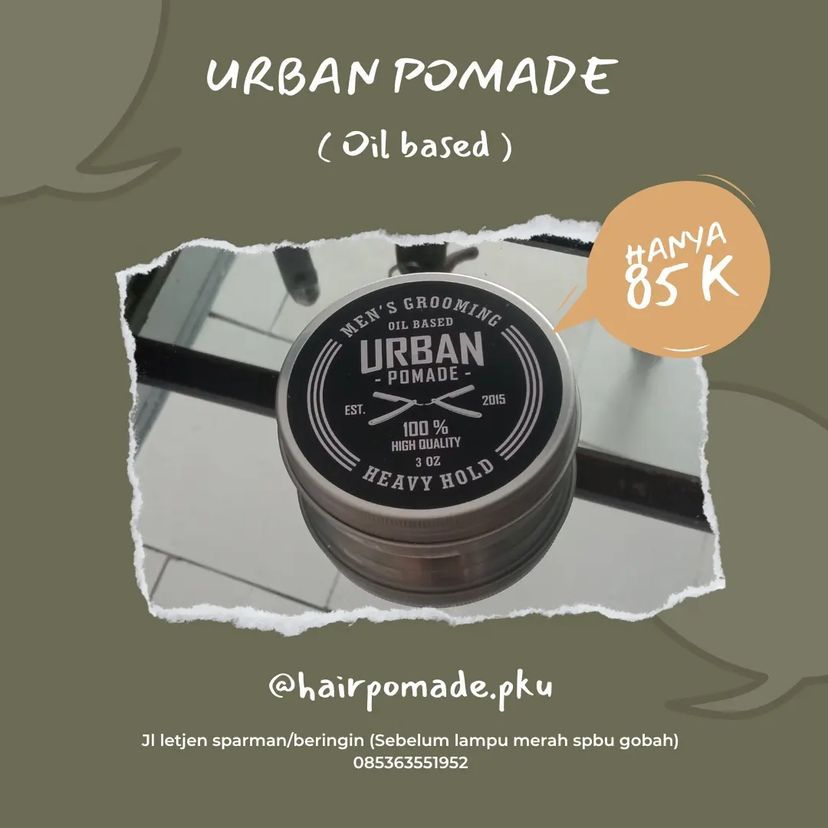 URBAN POMADE
( Oil based )
HANYA
85 K
MEN'S GROOMING
OIL BASED
URBAN
- POMADE -
EST. 2015
100 %
HIGH QUALITY
3 OZ
HEAVY HOLD
@hairpomade.pku
Jl letjen sparman/beringin (Sebelum lampu merah spbu gobah)
085363551952